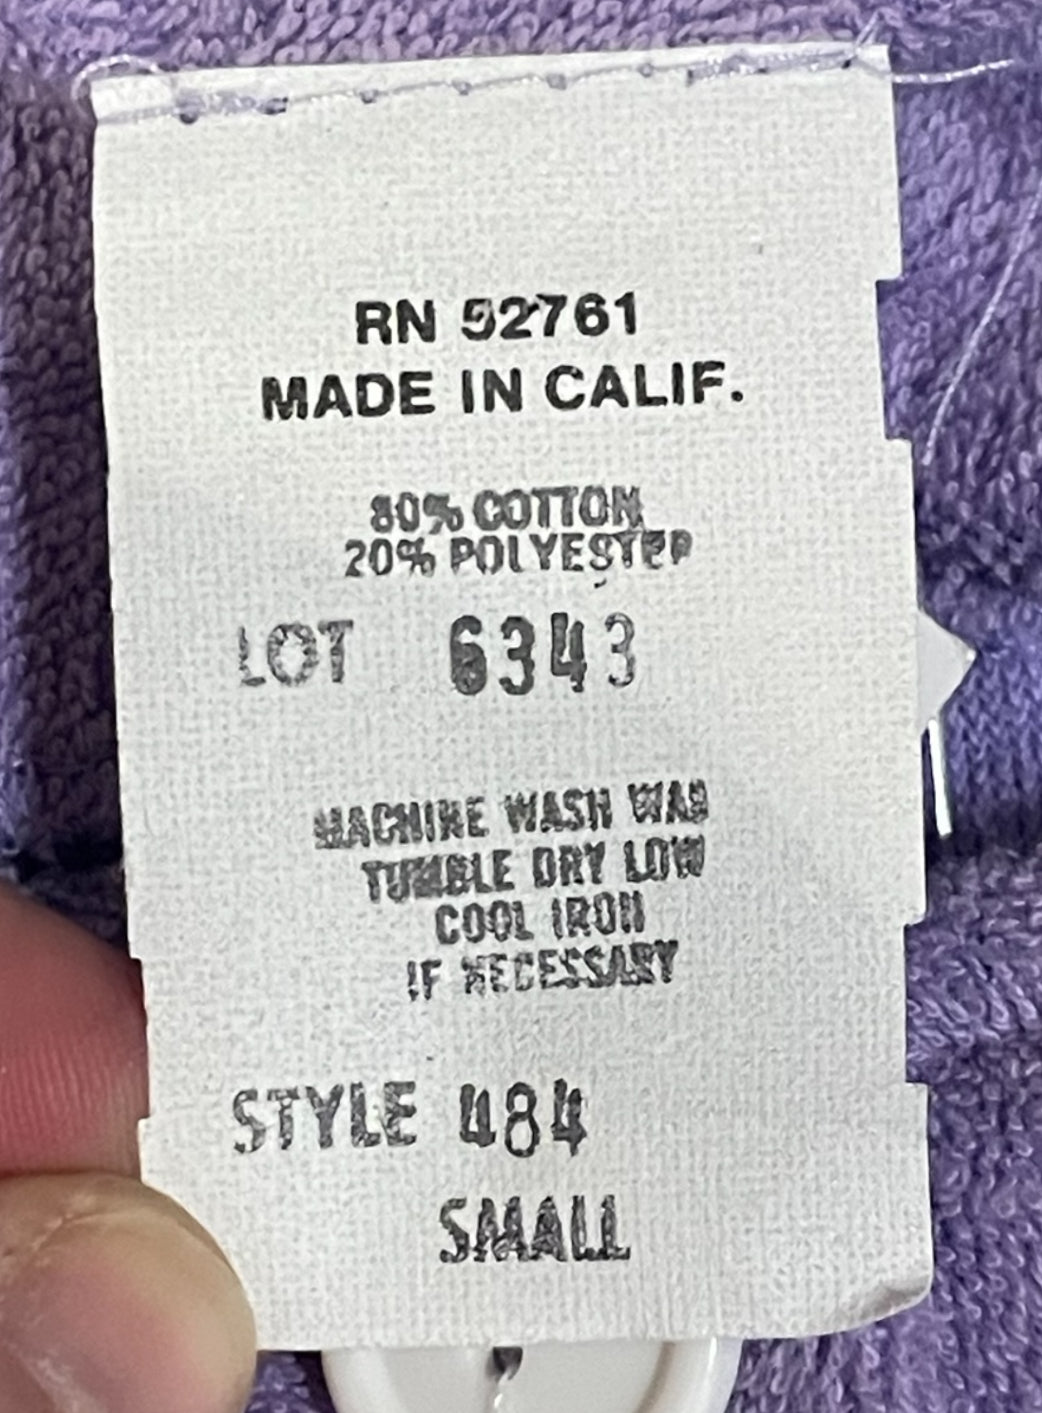 RN 52761
MADE IN CALIF.
80% COTTON
20% POLYESTER
LOT 6343
MACHINE WASH WAR
TUMBLE DRY LOW
COOL IRON
IF NECESSARY
STYLE 484
SMALL